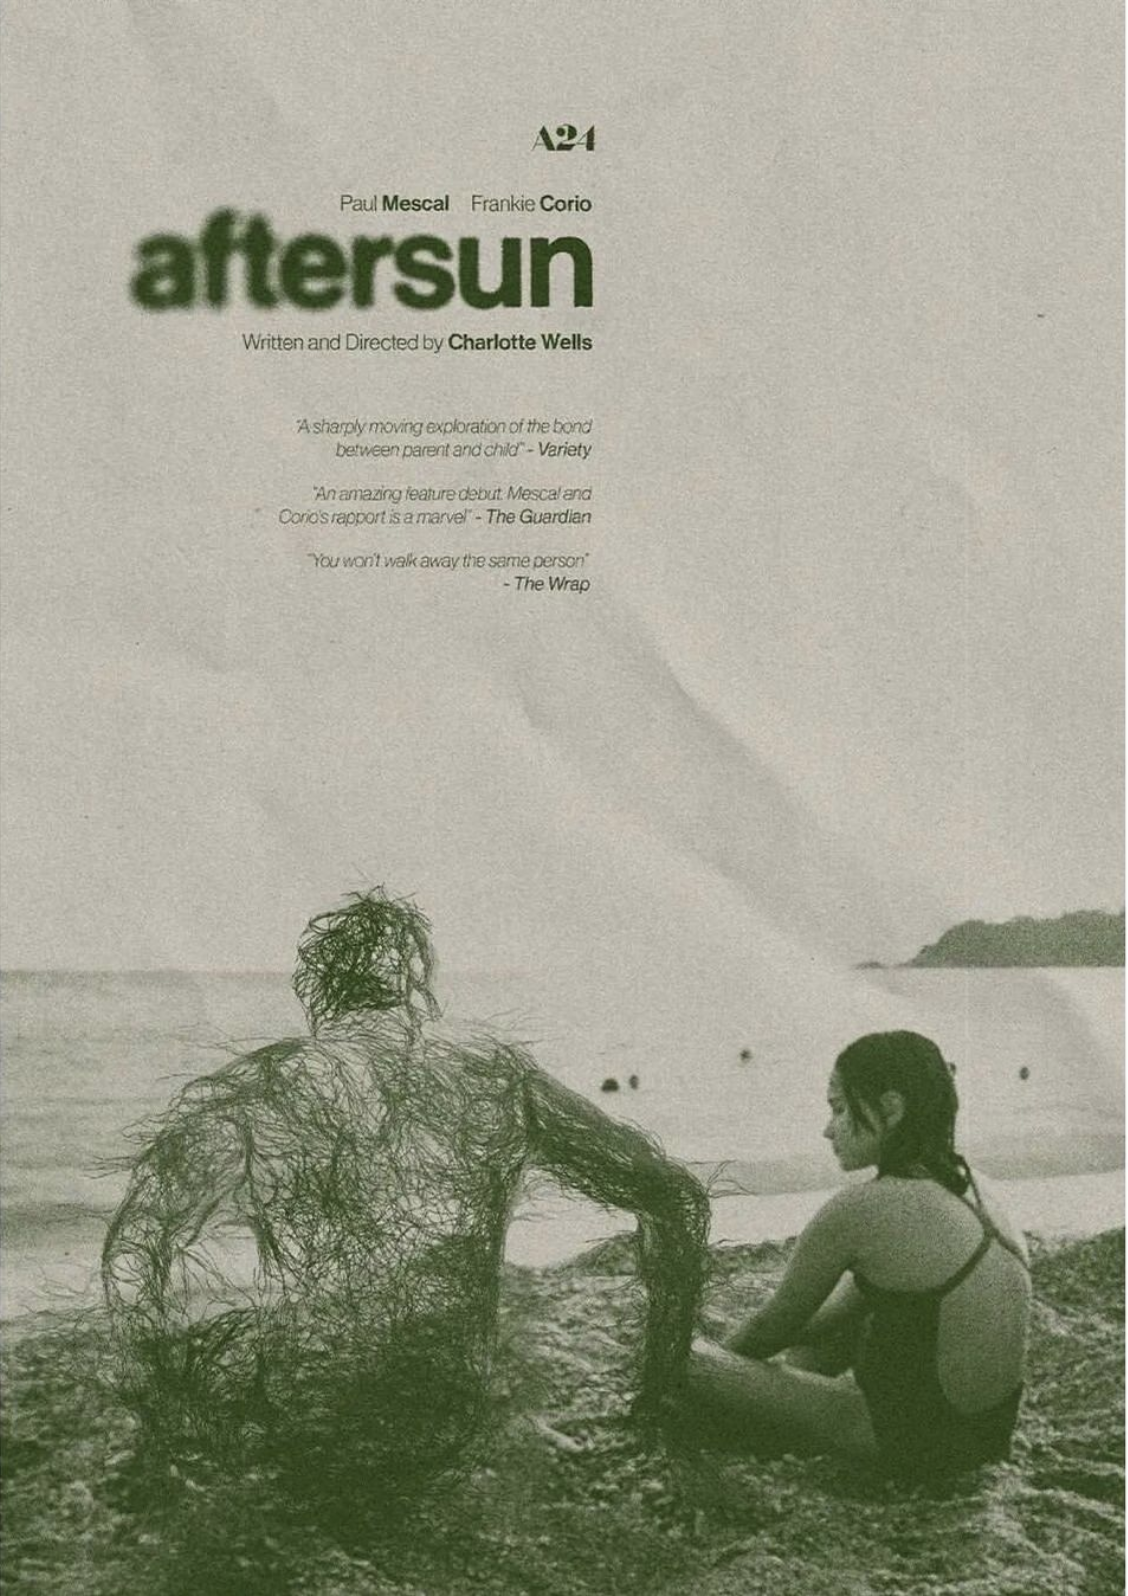 A24
Paul Mescal Frankie Corio
aftersun
Written and Directed by Charlotte Wells
"A sharply moving exploration of the bond
between parent and child" - Variety
"An amazing feature debut. Mescal and
Corio's rapport is a marvel" - The Guardian
"You won't walk away the same person"
- The Wrap